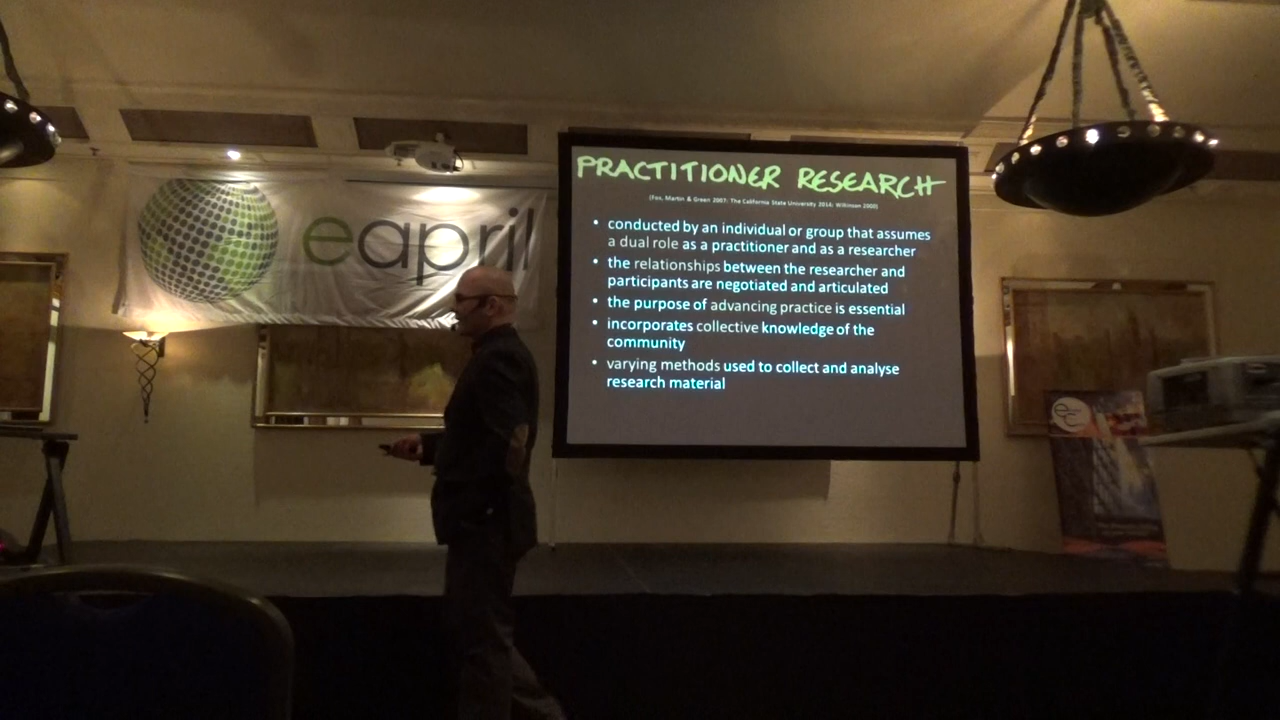 eapril
PRACTITIONER RESEARCH
(Fox, Martin & Green 2007; The California State University 2014; Wilkinson 2000)
• conducted by an individual or group that assumes
a dual role as a practitioner and as a researcher
• the relationships between the researcher and
participants are negotiated and articulated
• the purpose of advancing practice is essential
• incorporates collective knowledge of the
community
• varying methods used to collect and analyse
research material